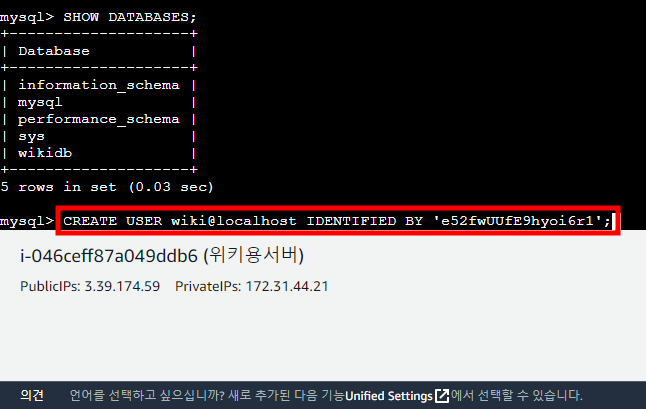 mysql> SHOW DATABASES;
+--------------------+
| Database           |
+--------------------+
| information_schema |
| mysql              |
| performance_schema |
| sys                |
| wikidb             |
+--------------------+
5 rows in set (0.03 sec)
mysql> CREATE USER wiki@localhost IDENTIFIED BY 'e52fwUUfE9hyoi6r1';
i-046ceff87a049ddb6 (위키용서버)
PublicIPs: 3.39.174.59 PrivateIPs: 172.31.44.21
의견 언어를 선택하고 싶으십니까? 새로 추가된 다음 기능Unified Settings에서 선택할 수 있습니다.